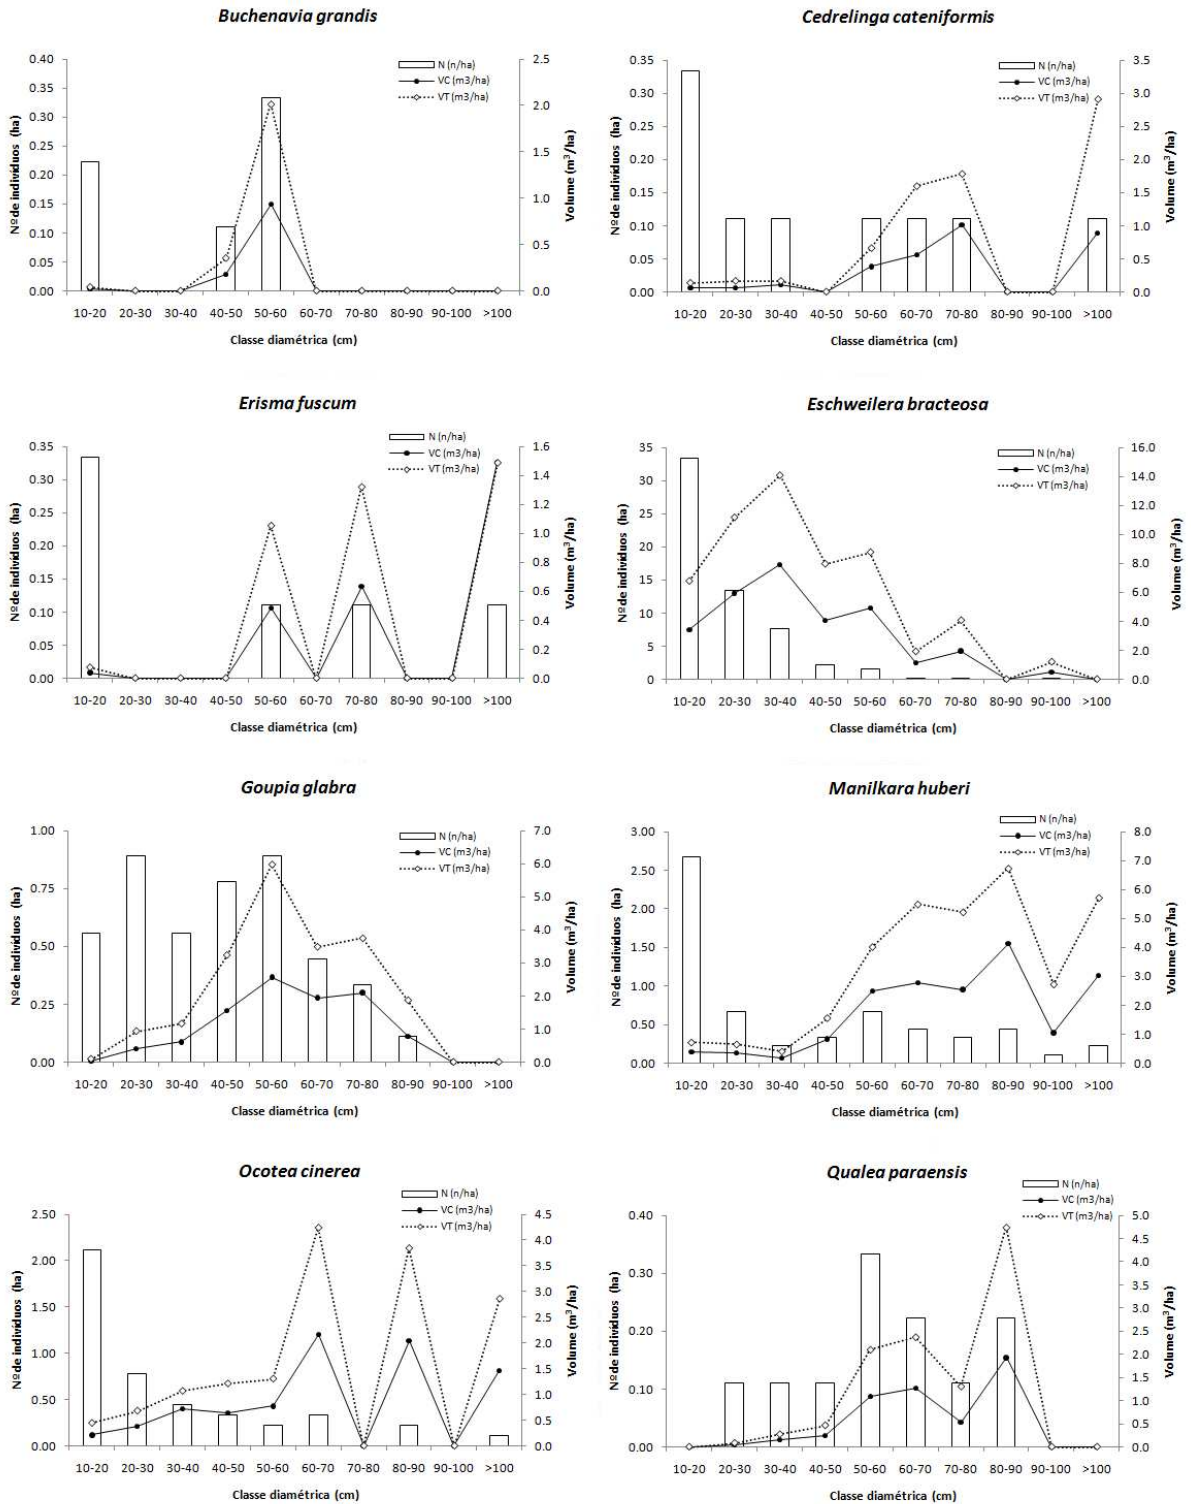 Buchenavia grandis
N (n/ha)
VC (m3/ha)
VT (m3/ha)
0.40
0.35
0.30
0.25
0.20
0.15
0.10
0.05
0.00
Nº de indivíduos (ha)
2.5
2.0
1.5
1.0
0.5
0.0
Volume (m³/ha)
10-20 20-30 30-40 40-50 50-60 60-70 70-80 80-90 90-100 >100
Classe diamétrica (cm)
Cedrelinga cateniformis
N (n/ha)
VC (m3/ha)
VT (m3/ha)
0.35
0.30
0.25
0.20
0.15
0.10
0.05
0.00
Nº de indivíduos (ha)
3.5
3.0
2.5
2.0
1.5
1.0
0.5
0.0
Volume (m³/ha)
10-20 20-30 30-40 40-50 50-60 60-70 70-80 80-90 90-100 >100
Classe diamétrica (cm)
Erisma fuscum
N (n/ha)
VC (m3/ha)
VT (m3/ha)
0.35
0.30
0.25
0.20
0.15
0.10
0.05
0.00
Nº de indivíduos (ha)
1.6
1.4
1.2
1.0
0.8
0.6
0.4
0.2
0.0
Volume (m³/ha)
10-20 20-30 30-40 40-50 50-60 60-70 70-80 80-90 90-100 >100
Classe diamétrica (cm)
Eschweilera bracteosa
N (n/ha)
VC (m3/ha)
VT (m3/ha)
35
30
25
20
15
10
5
0
Nº de indivíduos (ha)
16.0
14.0
12.0
10.0
8.0
6.0
4.0
2.0
0.0
Volume (m³/ha)
10-20 20-30 30-40 40-50 50-60 60-70 70-80 80-90 90-100 >100
Classe diamétrica (cm)
Goupia glabra
N (n/ha)
VC (m3/ha)
VT (m3/ha)
1.00
0.75
0.50
0.25
0.00
Nº de indivíduos (ha)
7.0
6.0
5.0
4.0
3.0
2.0
1.0
0.0
Volume (m³/ha)
10-20 20-30 30-40 40-50 50-60 60-70 70-80 80-90 90-100 >100
Classe diamétrica (cm)
Manilkara huberi
N (n/ha)
VC (m3/ha)
VT (m3/ha)
3.00
2.50
2.00
1.50
1.00
0.50
0.00
Nº de indivíduos (ha)
8.0
7.0
6.0
5.0
4.0
3.0
2.0
1.0
0.0
Volume (m³/ha)
10-20 20-30 30-40 40-50 50-60 60-70 70-80 80-90 90-100 >100
Classe diamétrica (cm)
Ocotea cinerea
N (n/ha)
VC (m3/ha)
VT (m3/ha)
2.50
2.00
1.50
1.00
0.50
0.00
Nº de indivíduos (ha)
4.5
4.0
3.5
3.0
2.5
2.0
1.5
1.0
0.5
0.0
Volume (m³/ha)
10-20 20-30 30-40 40-50 50-60 60-70 70-80 80-90 90-100 >100
Classe diamétrica (cm)
Qualea paraensis
N (n/ha)
VC (m3/ha)
VT (m3/ha)
0.40
0.30
0.20
0.10
0.00
Nº de indivíduos (ha)
5.0
4.5
4.0
3.5
3.0
2.5
2.0
1.5
1.0
0.5
0.0
Volume (m³/ha)
10-20 20-30 30-40 40-50 50-60 60-70 70-80 80-90 90-100 >100
Classe diamétrica (cm)